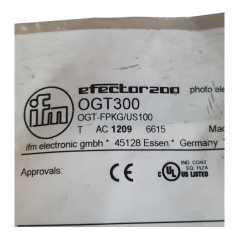 efector200 photo ele
ifm
OGT300
OGT-FPKG/US100
T AC 1209 6615 Mad
ifm electronic gmbh * 45128 Essen * Germany *
Approvals:
CE UL US LISTED
IND. CONT. EQ.